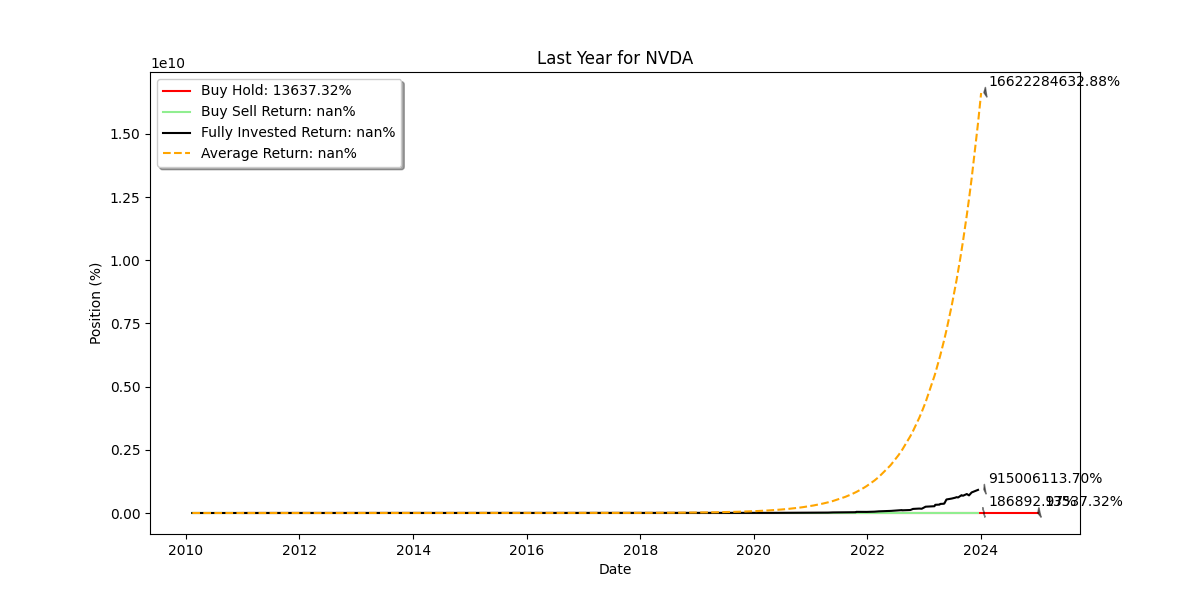 Last Year for NVDA
1e10
Buy Hold: 13637.32%
Buy Sell Return: nan%
Fully Invested Return: nan%
Average Return: nan%
16622284632.88%
915006113.70%
13637.32%
1.50
1.25
1.00
0.75
0.50
0.25
0.00
Position (%)
2010
2012
2014
2016
2018
2020
2022
2024
Date